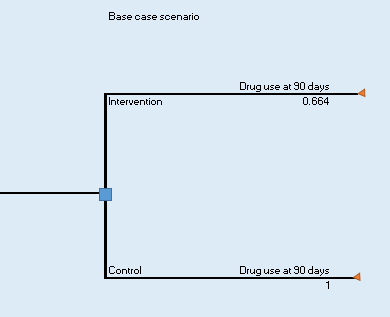 Base case scenario
Drug use at 90 days
Intervention 0.664
Control Drug use at 90 days
1